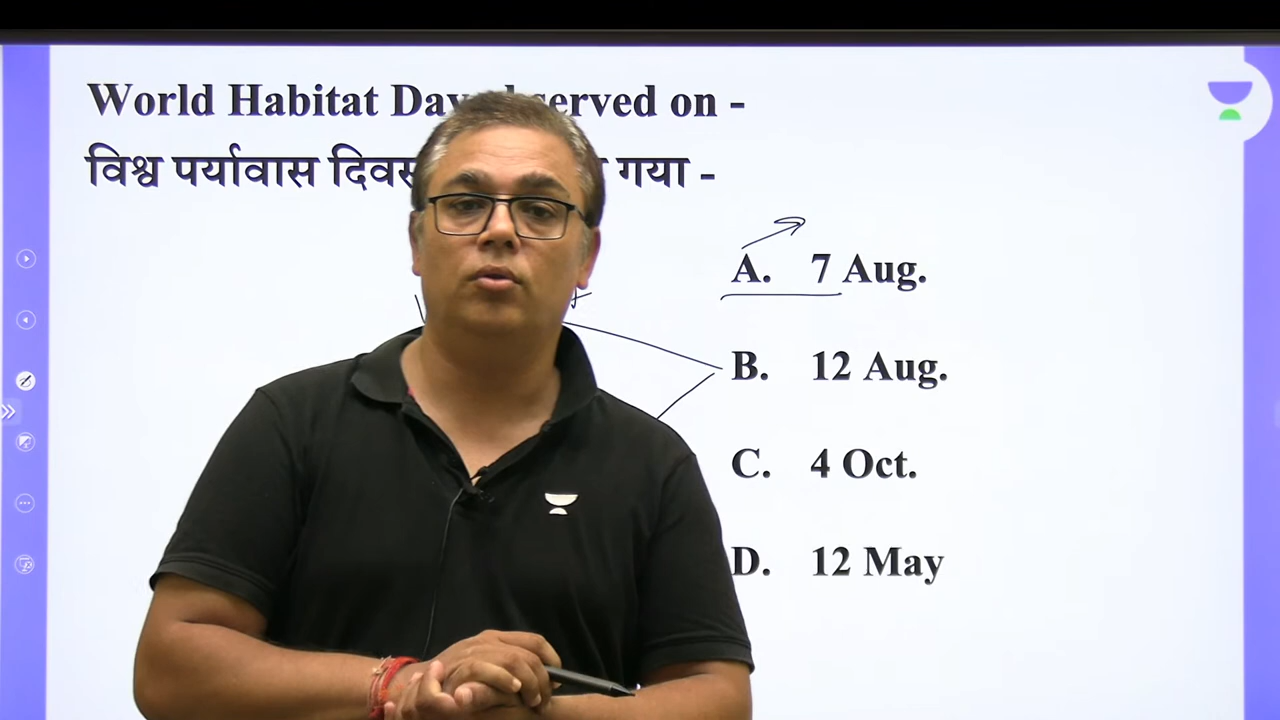 World Habitat Day served on -
विश्व पर्यावास दिवस गया -
A. 7 Aug.
B. 12 Aug.
C. 4 Oct.
D. 12 May